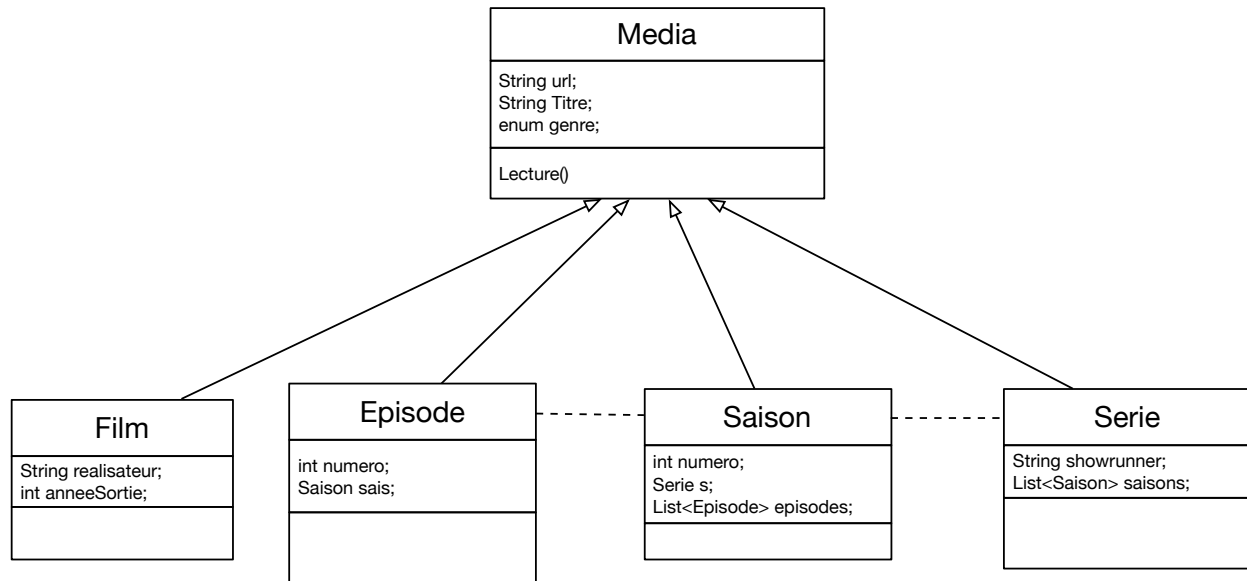 Media
String url;
String Titre;
enum genre;
Lecture()
Film
String realisateur;
int anneeSortie;
Episode
int numero;
Saison sais;
Saison
int numero;
Serie s;
List<Episode> episodes;
Serie
String showrunner;
List<Saison> saisons;